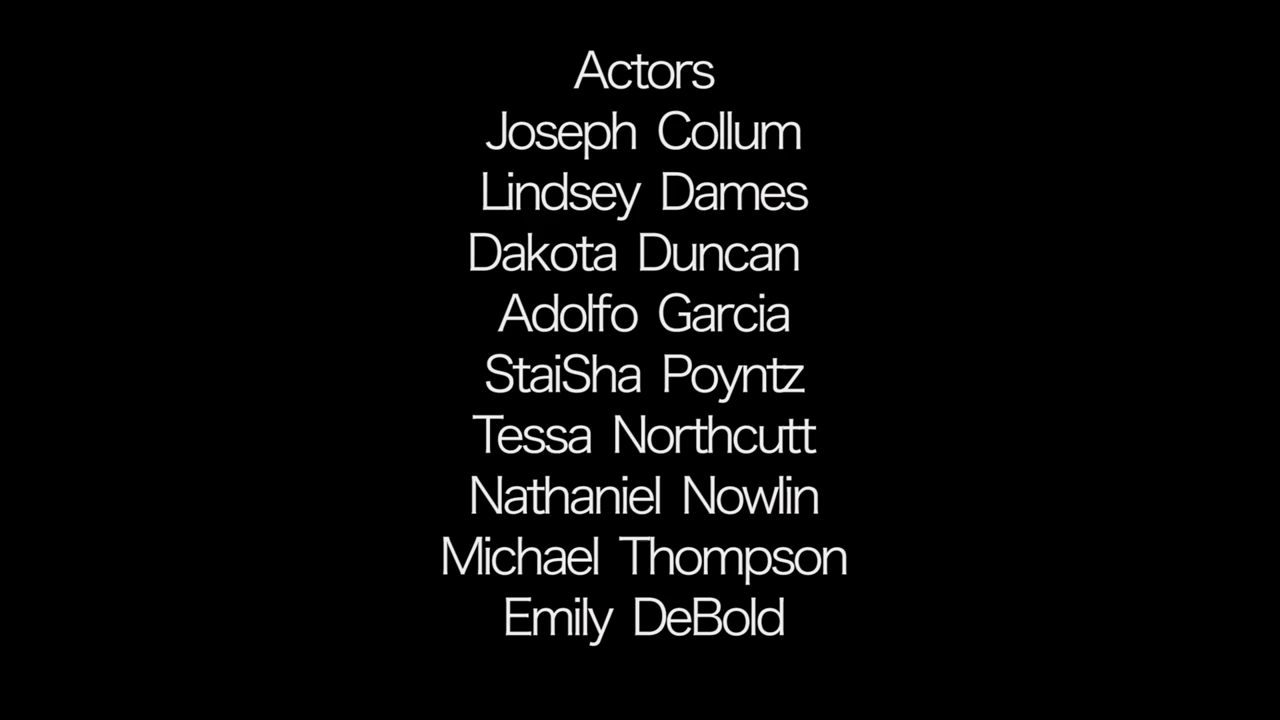 Actors
Joseph Collum
Lindsey Dames
Dakota Duncan
Adolfo Garcia
StaiSha Poyntz
Tessa Northcutt
Nathaniel Nowlin
Michael Thompson
Emily DeBold